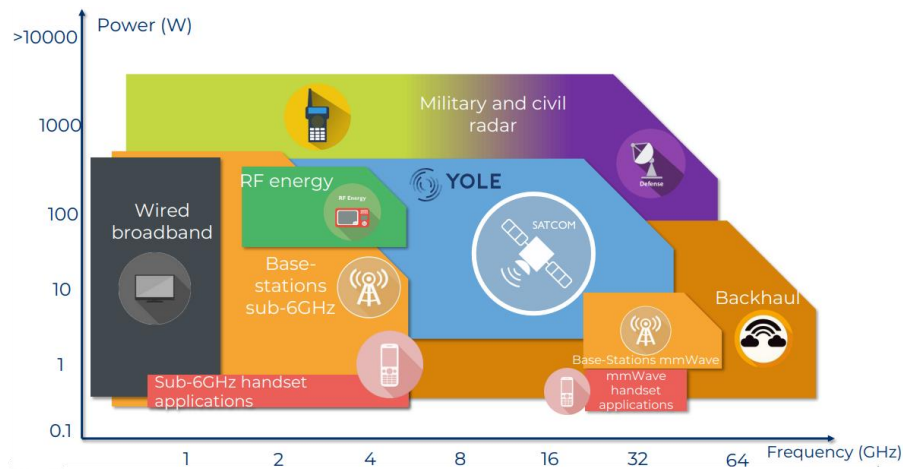 Power (W)
>10000
1000
100
10
1
0.1
Military and civil
radar
Defense
RF energy
RF Energy
YOLE
SATCOM
Wired
broadband
Base-
stations
sub-6GHz
Backhaul
Base-Stations mmWave
Sub-6GHz handset
applications
mmWave
handset
applications
1
2
4
8
16
32
64
Frequency (GHz)